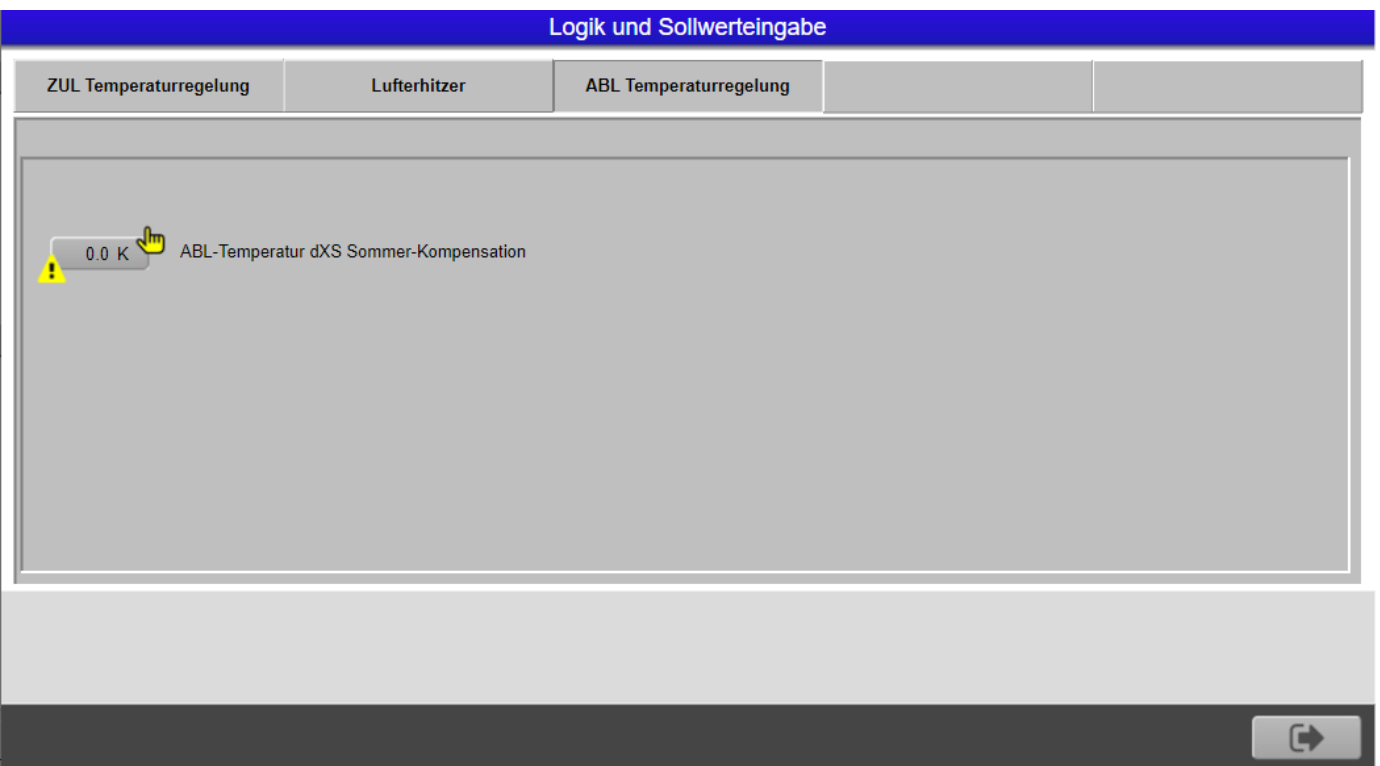 Logik und Sollwerteingabe
ZUL Temperaturregelung Lufterhitzer ABL Temperaturregelung
0.0 K ABL-Temperatur dXS Sommer-Kompensation